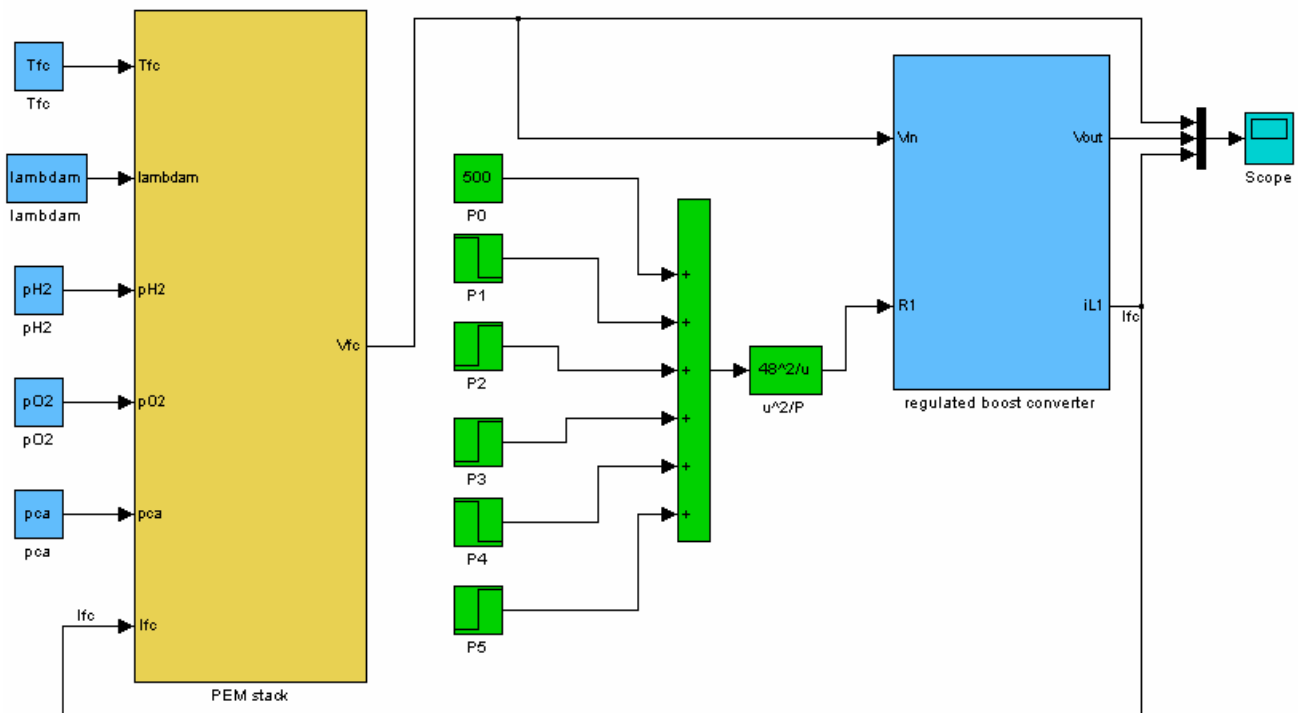 Tfc
Tfc
Tfc
lambdam
lambdam
lambdam
pH2
pH2
pH2
pO2
pO2
pO2
pca
pca
pca
Ifc
Ifc
Vfc
PEM stack
500
P0
P1
P2
P3
P4
P5
+
+
+
+
+
+
48^2/u
u^2/P
Vin
R1
Vout
iL1
Ifc
regulated boost converter
Scope